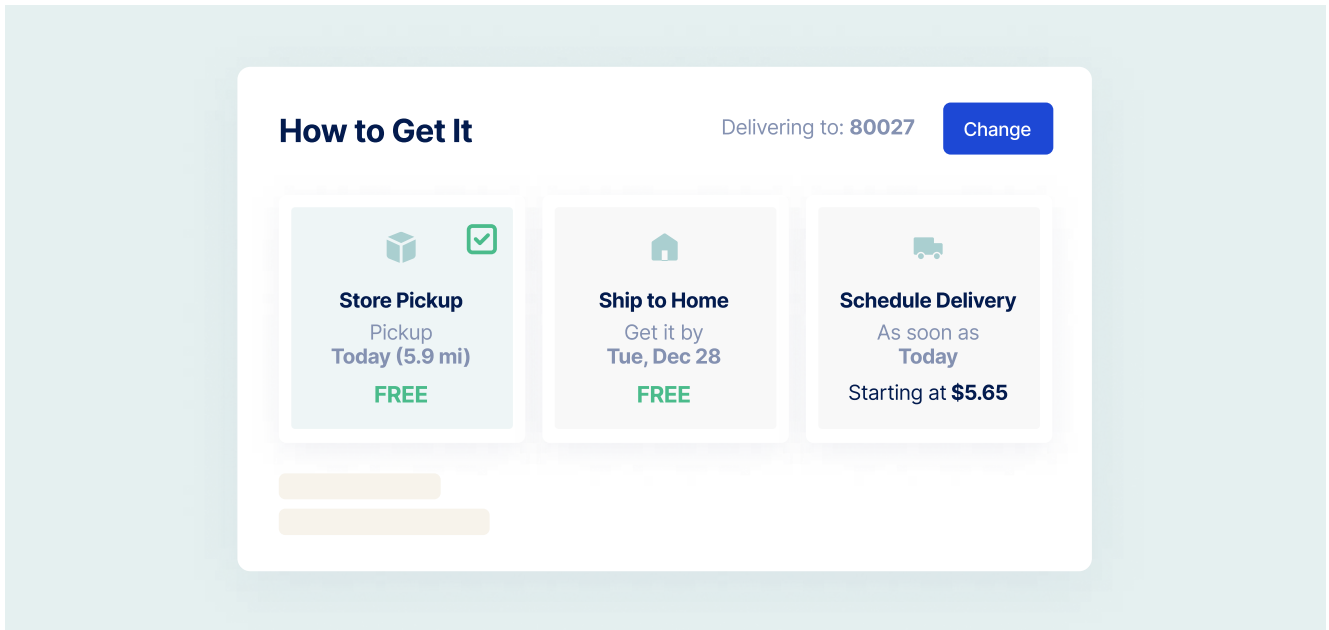 How to Get It
Delivering to: 80027
Change
Store Pickup
Pickup
Today (5.9 mi)
FREE
Ship to Home
Get it by
Tue, Dec 28
FREE
Schedule Delivery
As soon as
Today
Starting at $5.65